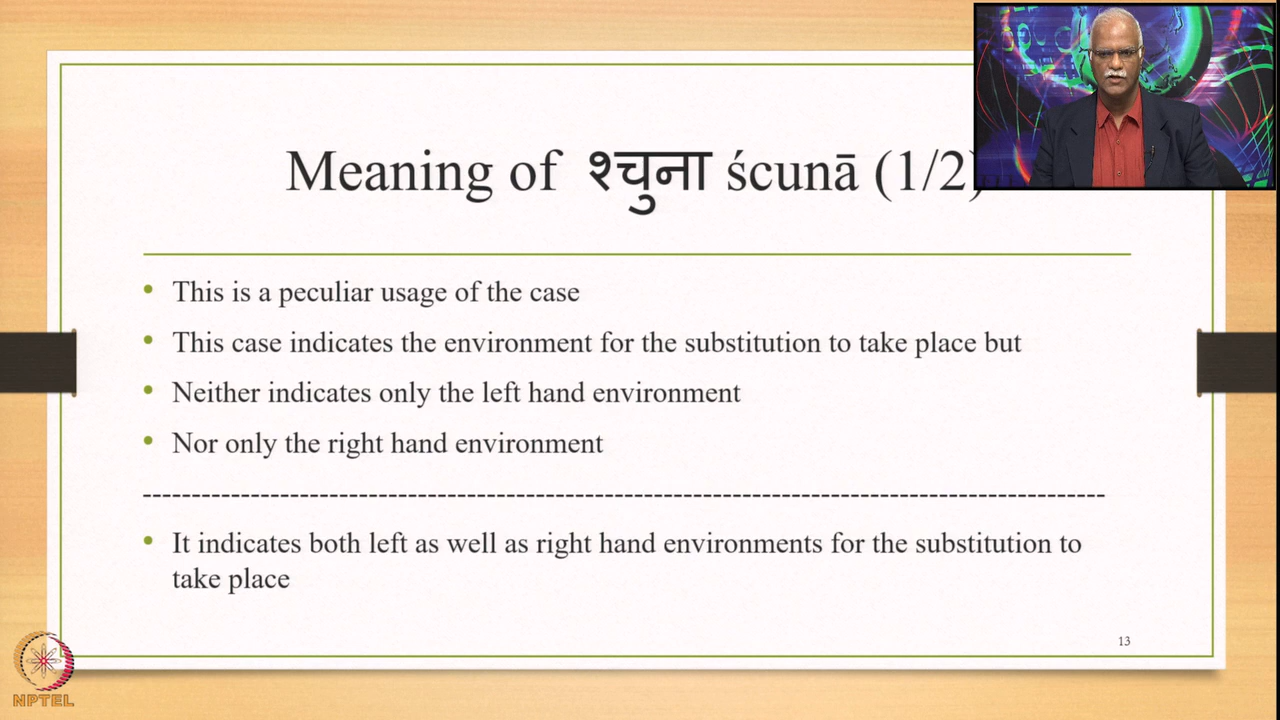 Meaning of श्चुना ścunā (1/2)
• This is a peculiar usage of the case
• This case indicates the environment for the substitution to take place but
• Neither indicates only the left hand environment
• Nor only the right hand environment
--------------------------------------------------------------------------------------------
• It indicates both left as well as right hand environments for the substitution to
take place
13
NPTEL